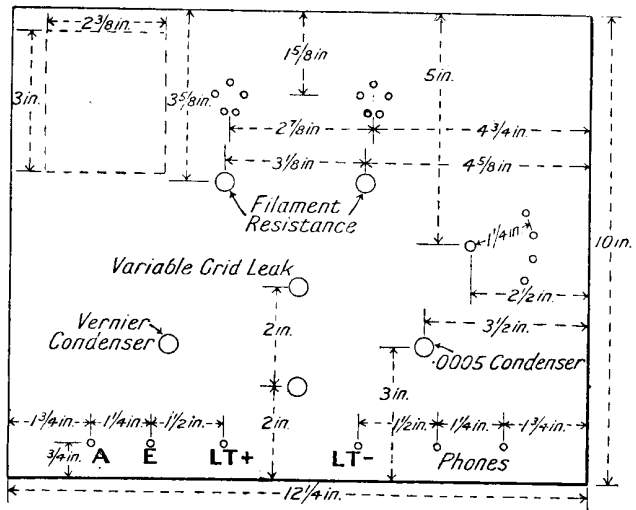 2 3/8 in
1 5/8 in
5 in.
3 in.
3 5/8 in
2 7/8 in
4 3/4 in.
3 1/8 in
4 5/8 in
Filament
Resistance
1 1/4 in
10 in.
Variable Grid Leak
2 1/2 in.
Vernier
Condenser
2 in.
3 1/2 in.
.0005 Condenser
3 in.
1 3/4 in.
1 1/4 in.
1 1/2 in.
2 in.
1 1/2 in.
1 1/4 in.
1 3/4 in.
3/4 in.
A
E
LT+
LT-
Phones
12 1/4 in.